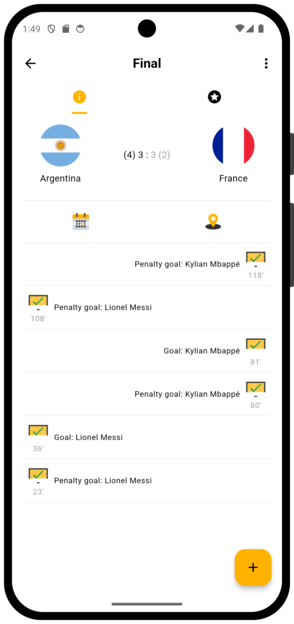 1:49
Final
(4) 3 : 3 (2)
Argentina
France
Penalty goal: Kylian Mbappé
118'
Penalty goal: Lionel Messi
108'
Goal: Kylian Mbappé
81'
Penalty goal: Kylian Mbappé
80'
Goal: Lionel Messi
36'
Penalty goal: Lionel Messi
23'
+